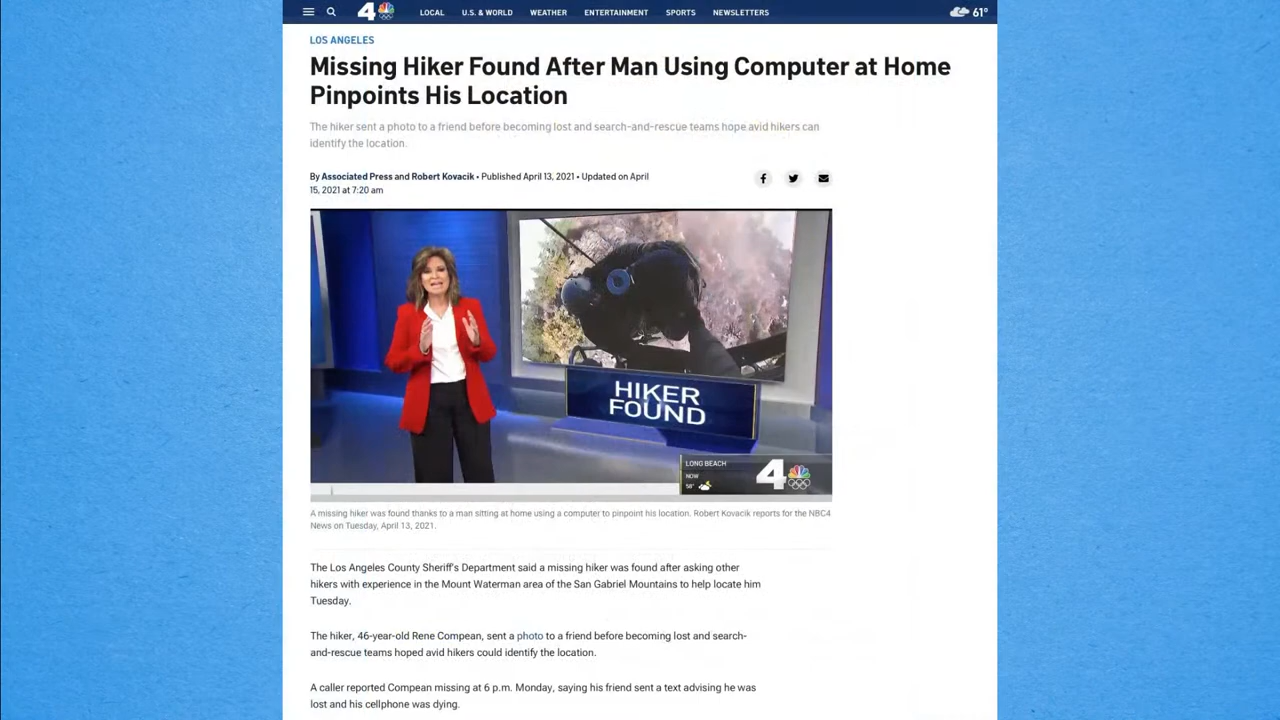 4 LOCAL U.S. & WORLD WEATHER ENTERTAINMENT SPORTS NEWSLETTERS 61°
LOS ANGELES
Missing Hiker Found After Man Using Computer at Home
Pinpoints His Location
The hiker sent a photo to a friend before becoming lost and search-and-rescue teams hope avid hikers can
identify the location.
By Associated Press and Robert Kovacik • Published April 13, 2021 • Updated on April
15, 2021 at 7:20 am
HIKER
FOUND
LONG BEACH
NOW
58°
4
A missing hiker was found thanks to a man sitting at home using a computer to pinpoint his location. Robert Kovacik reports for the NBC4
News on Tuesday, April 13, 2021.
The Los Angeles County Sheriff's Department said a missing hiker was found after asking other
hikers with experience in the Mount Waterman area of the San Gabriel Mountains to help locate him
Tuesday.
The hiker, 46-year-old Rene Compean, sent a photo to a friend before becoming lost and search-
and-rescue teams hoped avid hikers could identify the location.
A caller reported Compean missing at 6 p.m. Monday, saying his friend sent a text advising he was
lost and his cellphone was dying.